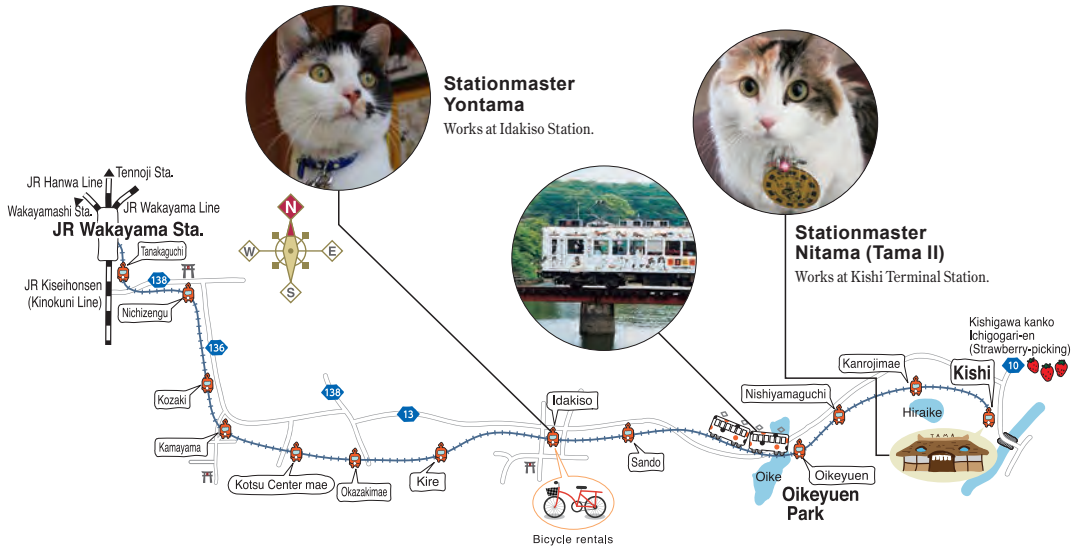 Stationmaster
Yontama
Works at Idakiso Station.
Stationmaster
Nitama (Tama II)
Works at Kishi Terminal Station.
Tennoji Sta.
JR Hanwa Line
Wakayamashi Sta.
JR Wakayama Line
JR Wakayama Sta.
N
W
E
S
Tanakaguchi
JR Kiseihonsen
(Kinokuni Line)
138
Nichizengu
136
Kozaki
Kamayama
138
13
Kotsu Center mae
Okazakimae
Kire
Idakiso
Bicycle rentals
Sando
Oike
Oikeyuen
Oikeyuen
Park
Nishiyamaguchi
Kanrojimae
Hiraike
Kishigawa kanko
Ichigogari-en
(Strawberry-picking)
10
Kishi
TAMA